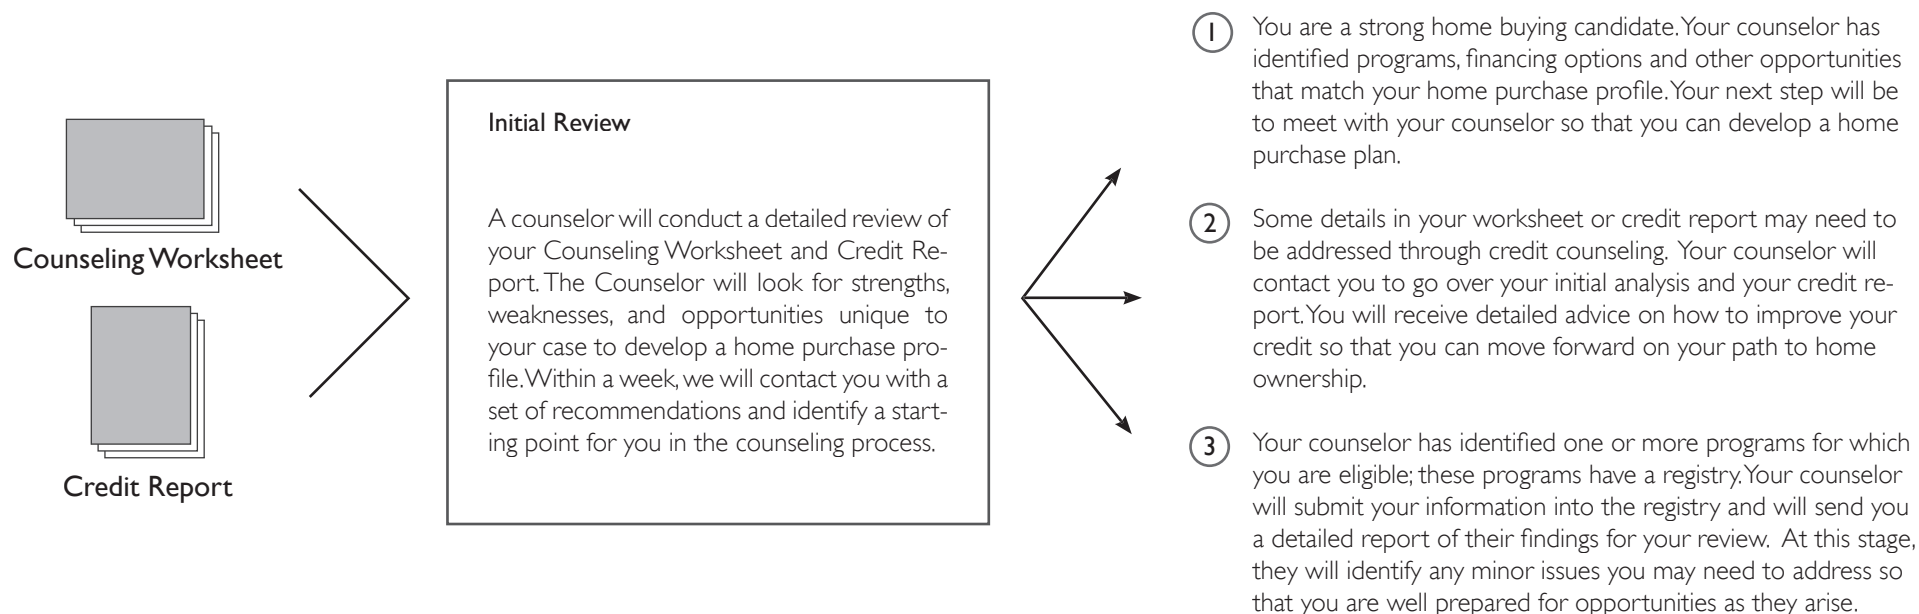 Counseling Worksheet
Credit Report
Initial Review
A counselor will conduct a detailed review of
your Counseling Worksheet and Credit Re-
port. The Counselor will look for strengths,
weaknesses, and opportunities unique to
your case to develop a home purchase pro-
file. Within a week, we will contact you with a
set of recommendations and identify a start-
ing point for you in the counseling process.
1 You are a strong home buying candidate. Your counselor has
identified programs, financing options and other opportunities
that match your home purchase profile. Your next step will be
to meet with your counselor so that you can develop a home
purchase plan.
2 Some details in your worksheet or credit report may need to
be addressed through credit counseling. Your counselor will
contact you to go over your initial analysis and your credit re-
port. You will receive detailed advice on how to improve your
credit so that you can move forward on your path to home
ownership.
3 Your counselor has identified one or more programs for which
you are eligible; these programs have a registry. Your counselor
will submit your information into the registry and will send you
a detailed report of their findings for your review. At this stage,
they will identify any minor issues you may need to address so
that you are well prepared for opportunities as they arise.